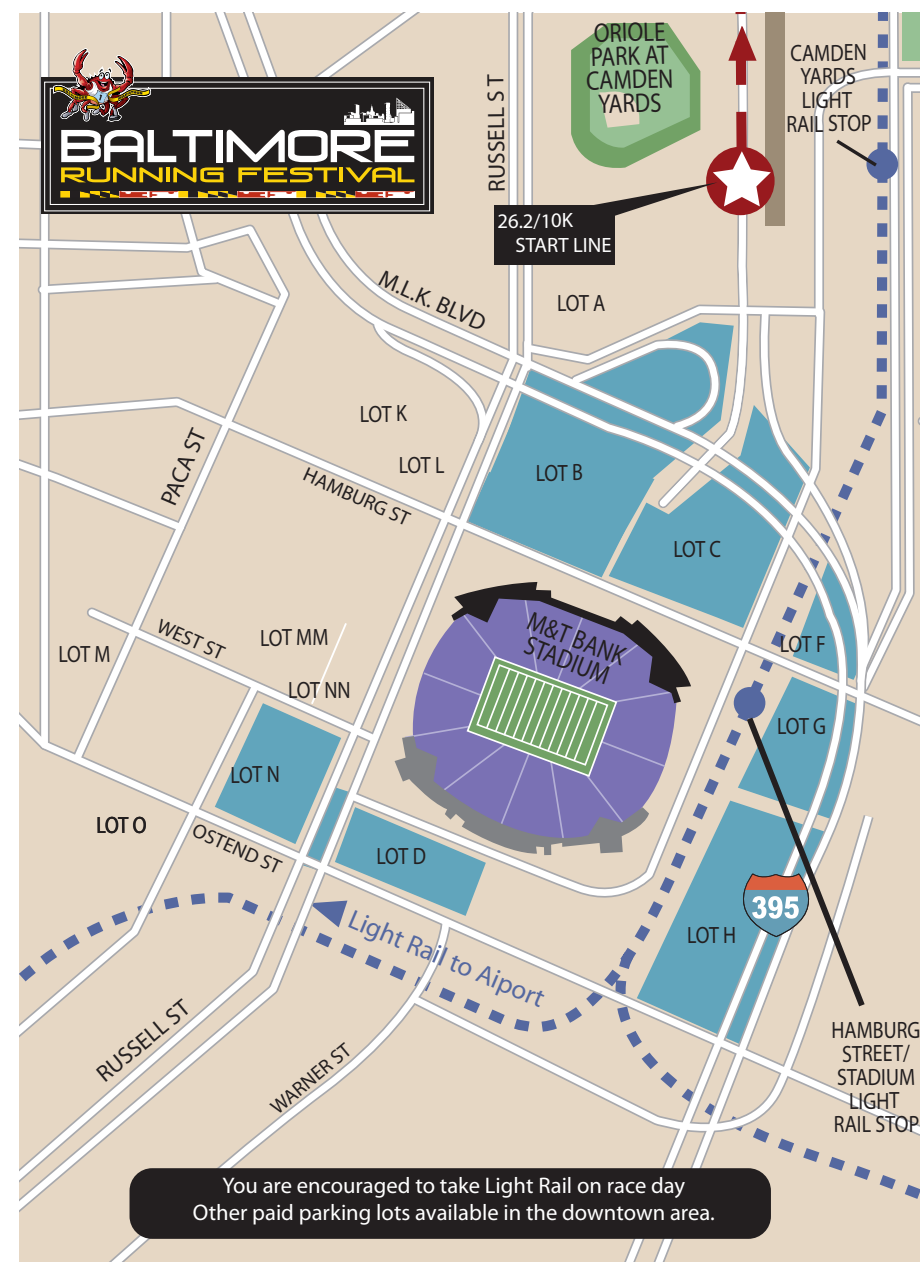 BALTIMORE
RUNNING FESTIVAL
RUSSELL ST
ORIOLE
PARK AT
CAMDEN
YARDS
CAMDEN
YARDS
LIGHT
RAIL STOP
26.2/10K
START LINE
M.L.K. BLVD
LOT A
LOT K
LOT L
LOT B
PACA ST
HAMBURG ST
LOT C
M&T BANK
STADIUM
LOT F
WEST ST
LOT MM
LOT M
LOT NN
LOT G
LOT N
LOT O
OSTEND ST
LOT D
395
LOT H
Light Rail to Aiport
RUSSELL ST
WARNER ST
HAMBURG
STREET/
STADIUM
LIGHT
RAIL STOP
You are encouraged to take Light Rail on race day
Other paid parking lots available in the downtown area.